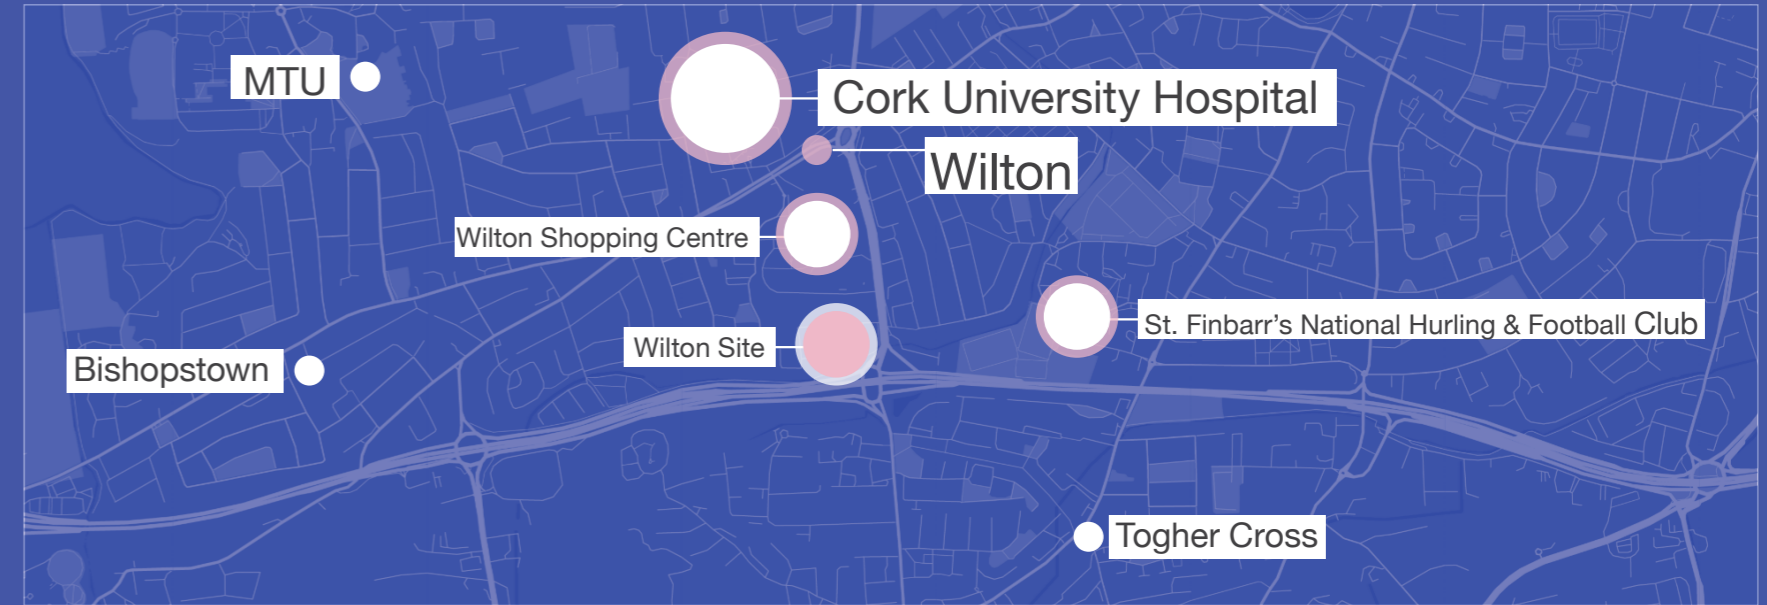 MTU
Cork University Hospital
Wilton
Wilton Shopping Centre
St. Finbarr’s National Hurling & Football Club
Wilton Site
Bishopstown
Togher Cross